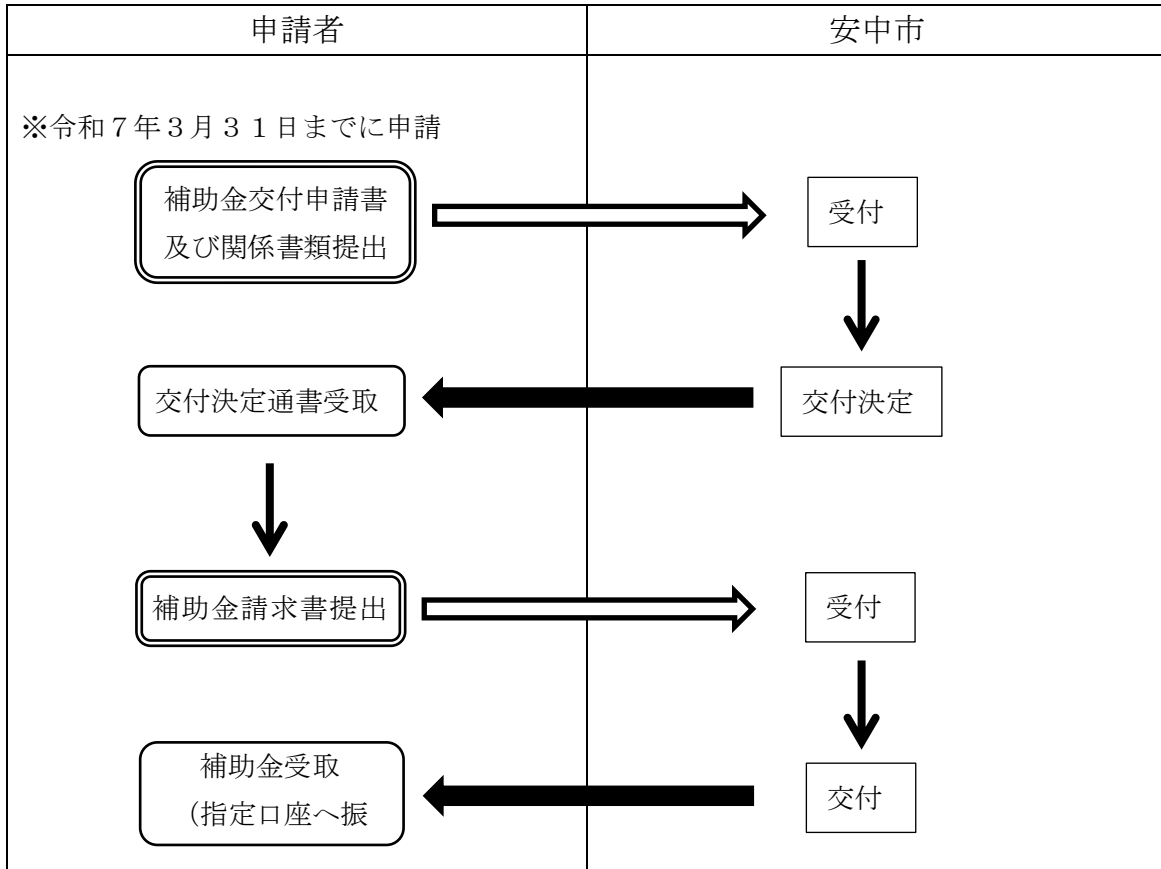 申請者
安中市
※令和７年３月３１日までに申請
補助金交付申請書
及び関係書類提出
受付
交付決定通書受取
交付決定
補助金請求書提出
受付
補助金受取
（指定口座へ振
交付